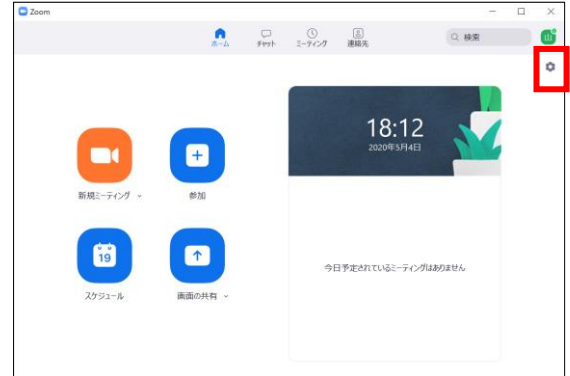 Zoom
ホーム
チャット
ミーティング
連絡先
検索
山
18:12
2020年5月4日
新規ミーティング
参加
19
スケジュール
画面の共有
今日予定されているミーティングはありません